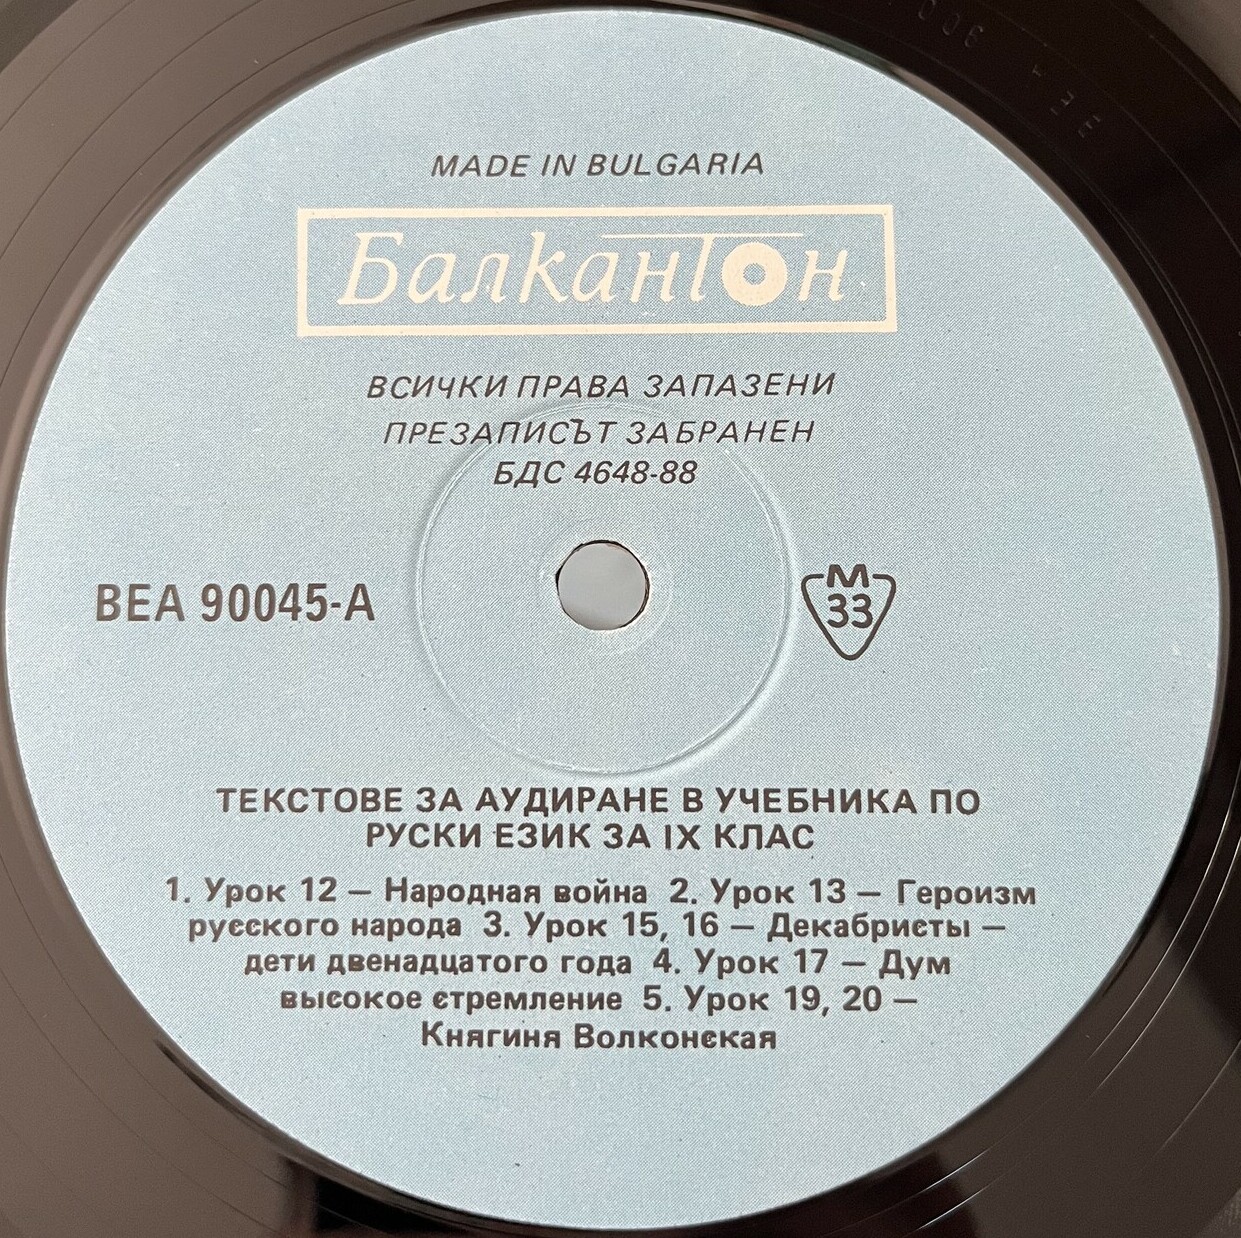 MADE IN BULGARIA
Балкантон
ВСИЧКИ ПРАВА ЗАПАЗЕНИ
ПРЕЗАПИСЪТ ЗАБРАНЕН
БДС 4648-88
ВЕА 90045-А
М
33
ТЕКСТОВЕ ЗА АУДИРАНЕ В УЧЕБНИКА ПО
РУСКИ ЕЗИК ЗА IX КЛАС
1. Урок 12 – Народная война 2. Урок 13 – Героизм
русского народа 3. Урок 15, 16 – Декабристы –
дети двенадцатого года 4. Урок 17 – Дум
высокое стремление 5. Урок 19, 20 –
Княгиня Волконская